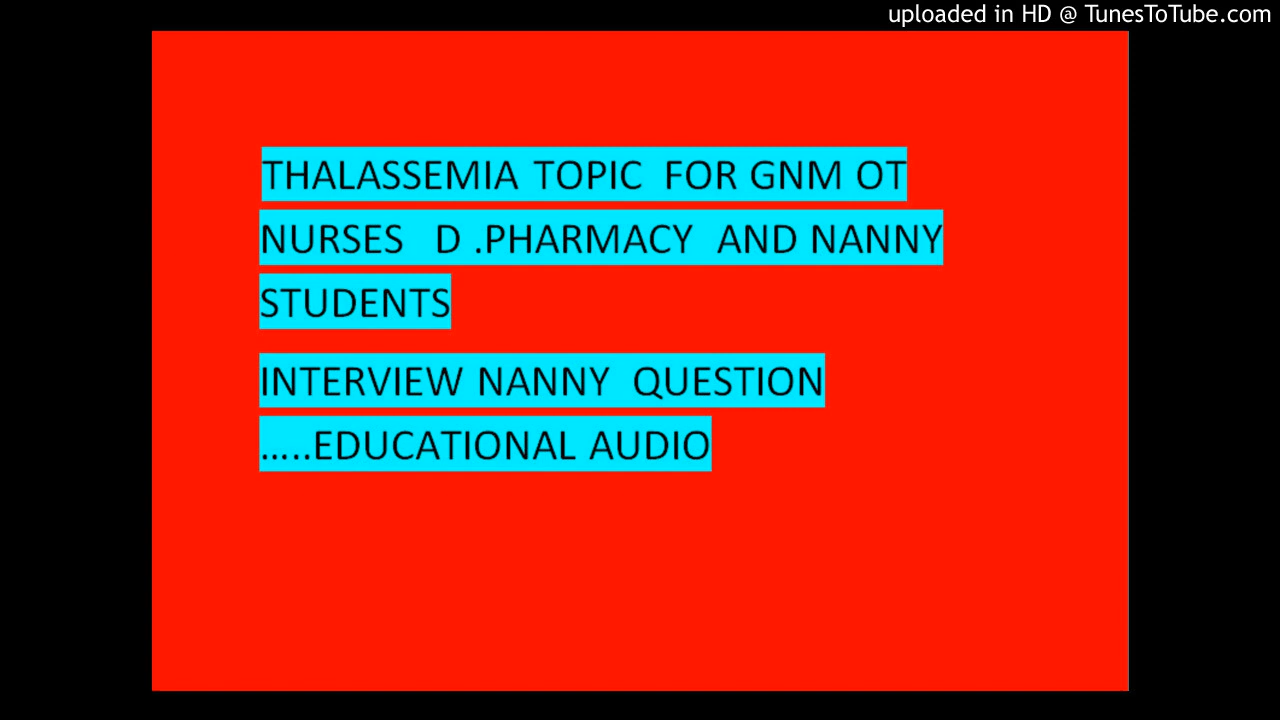 uploaded in HD @ TunesToTube.com
THALASSEMIA TOPIC FOR GNM OT
NURSES D .PHARMACY AND NANNY
STUDENTS
INTERVIEW NANNY QUESTION
.....EDUCATIONAL AUDIO